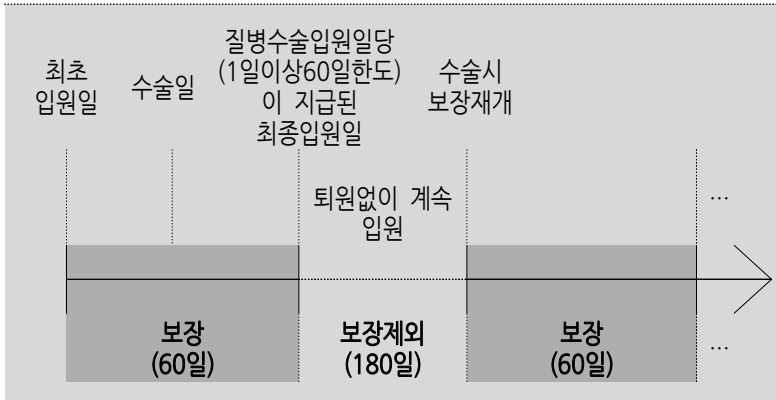 최초
입원일
수술일
질병수술입원일당
(1일이상60일한도)
이 지급된
최종입원일
수술시
보장재개
퇴원없이 계속
입원
…
보장
(60일)
보장제외
(180일)
보장
(60일)
…